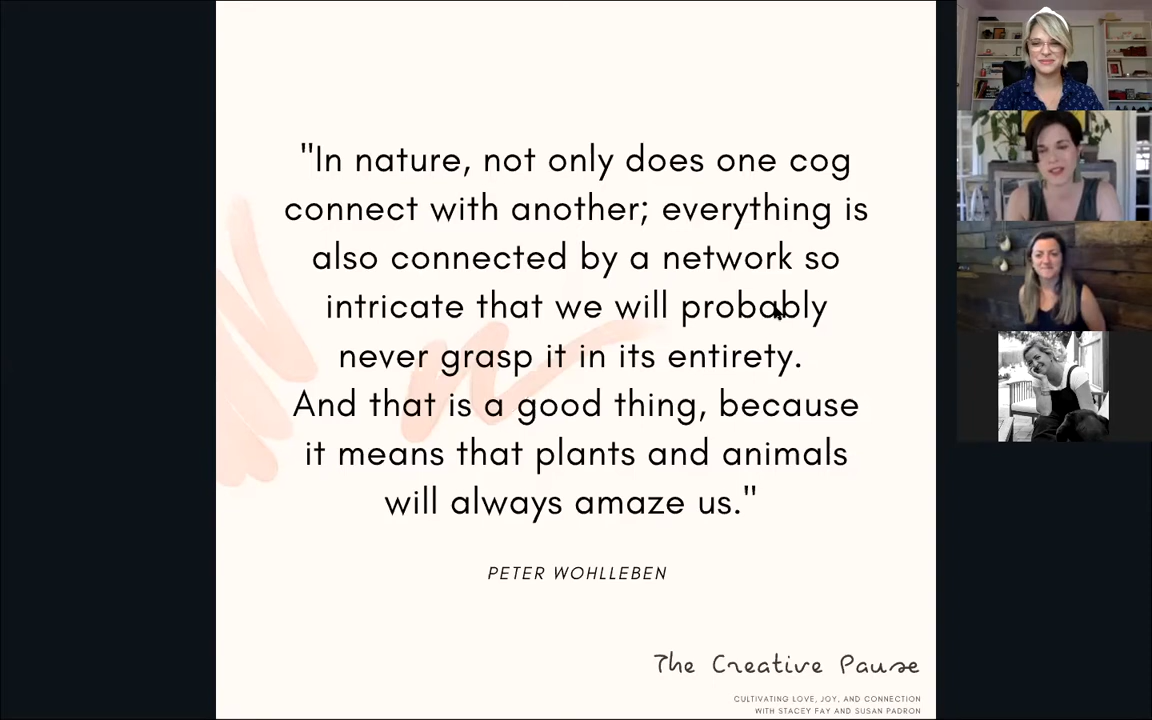 "In nature, not only does one cog
connect with another; everything is
also connected by a network so
intricate that we will probably
never grasp it in its entirety.
And that is a good thing, because
it means that plants and animals
will always amaze us."
PETER WOHLLEBEN
The Creative Pause
CULTIVATING LOVE, JOY, AND CONNECTION
WITH STACEY FAY AND SUSAN PADRON